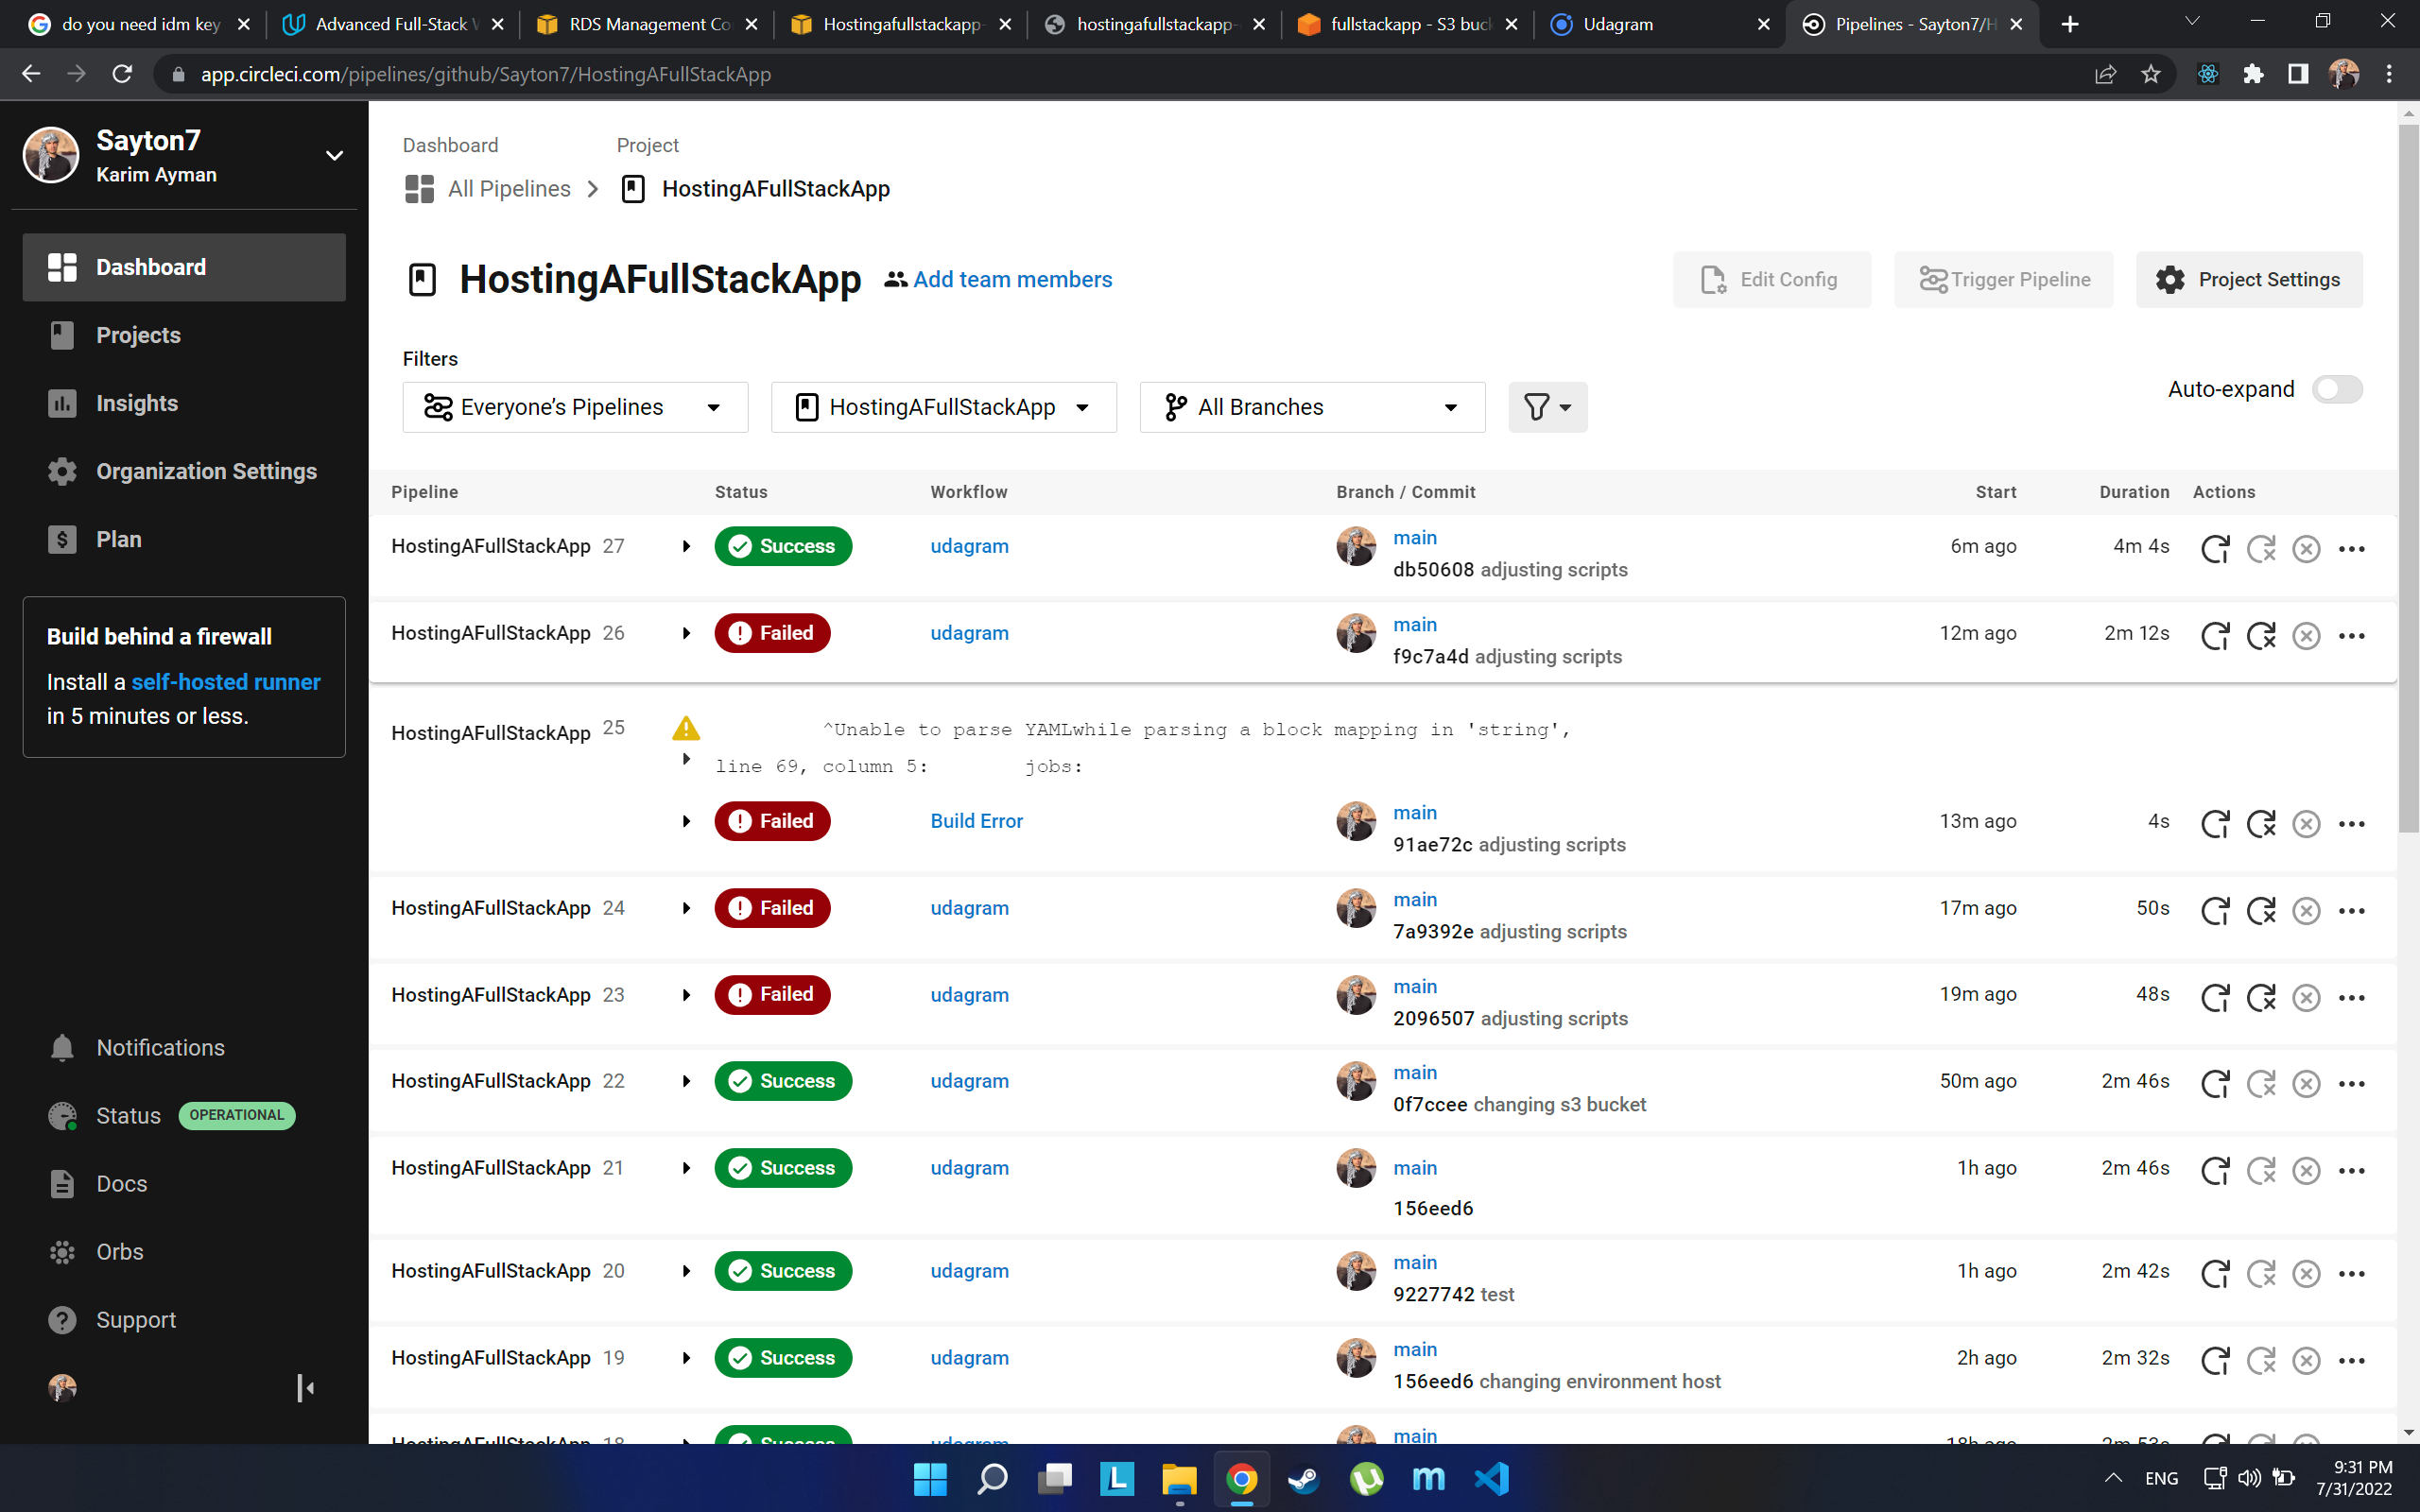 do you need idm key
Advanced Full-Stack W
RDS Management Co
Hostingafullstackapp-
hostingafullstackapp-
fullstackapp - S3 buck
Udagram
Pipelines - Sayton7/H
app.circleci.com/pipelines/github/Sayton7/HostingAFullStackApp
Sayton7
Karim Ayman
Dashboard
Projects
Insights
Organization Settings
Plan
Build behind a firewall
Install a self-hosted runner
in 5 minutes or less.
Notifications
Status OPERATIONAL
Docs
Orbs
Support
Dashboard Project
All Pipelines HostingAFullStackApp
HostingAFullStackApp Add team members
Edit Config Trigger Pipeline Project Settings
Filters
Everyone's Pipelines HostingAFullStackApp All Branches
Auto-expand
Pipeline Status Workflow Branch / Commit Start Duration Actions
HostingAFullStackApp 27 Success udagram main 6m ago 4m 4s
db50608 adjusting scripts
HostingAFullStackApp 26 Failed udagram main 12m ago 2m 12s
f9c7a4d adjusting scripts
HostingAFullStackApp 25 ^Unable to parse YAMLwhile parsing a block mapping in 'string',
line 69, column 5: jobs:
Failed Build Error main 13m ago 4s
91ae72c adjusting scripts
HostingAFullStackApp 24 Failed udagram main 17m ago 50s
7a9392e adjusting scripts
HostingAFullStackApp 23 Failed udagram main 19m ago 48s
2096507 adjusting scripts
HostingAFullStackApp 22 Success udagram main 50m ago 2m 46s
0f7ccee changing s3 bucket
HostingAFullStackApp 21 Success udagram main 1h ago 2m 46s
156eed6
HostingAFullStackApp 20 Success udagram main 1h ago 2m 42s
9227742 test
HostingAFullStackApp 19 Success udagram main 2h ago 2m 32s
156eed6 changing environment host
HostingAFullStackApp 18 Success udagram main 18h ago 2m 53s
ENG
9:31 PM
7/31/2022